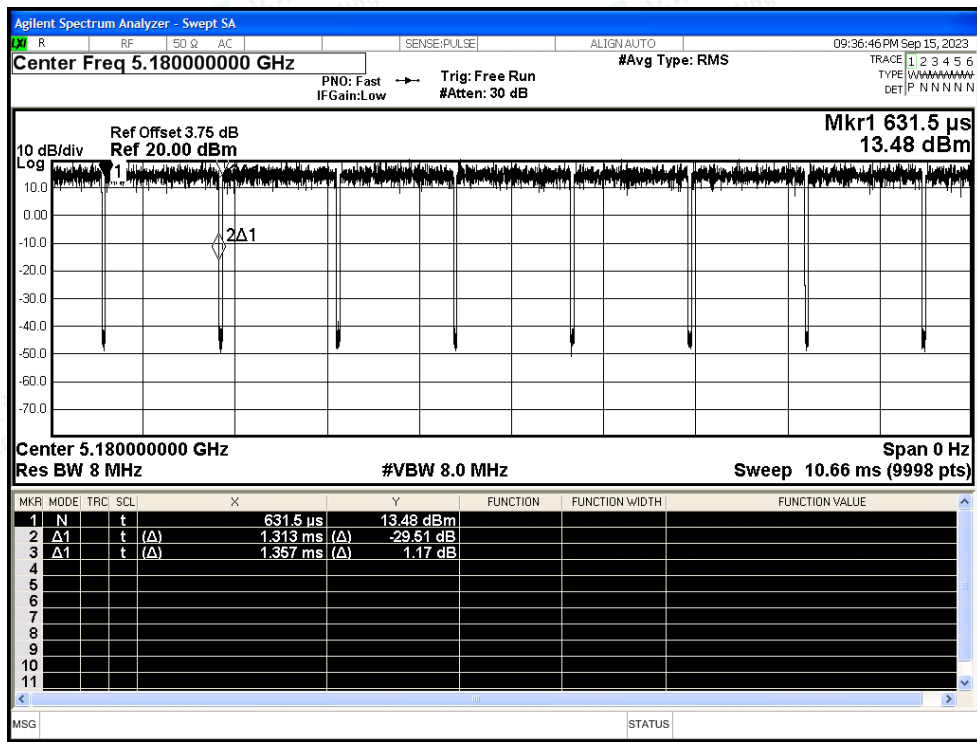 Agilent Spectrum Analyzer - Swept SA
LXI R RF 50 Ω AC SENSE:PULSE ALIGN AUTO 09:36:46 PM Sep 15, 2023
Center Freq 5.180000000 GHz
#Avg Type: RMS
TRACE 1 2 3 4 5 6
PNO: Fast
Trig: Free Run
TYPE
IFGain:Low
#Atten: 30 dB
DET P N N N N N
Mkr1 631.5 µs
Ref Offset 3.75 dB
10 dB/div Ref 20.00 dBm
13.48 dBm
Log
1
10.0
0.00
2Δ1
-10.0
-20.0
-30.0
-40.0
-50.0
-60.0
-70.0
Center 5.180000000 GHz Span 0 Hz
Res BW 8 MHz #VBW 8.0 MHz Sweep 10.66 ms (9998 pts)
MKR MODE TRC SCL X Y FUNCTION FUNCTION WIDTH FUNCTION VALUE
1 N t 631.5 µs 13.48 dBm
2 Δ1 t (Δ) 1.313 ms (Δ) -29.51 dB
3 Δ1 t (Δ) 1.357 ms (Δ) 1.17 dB
4
5
6
7
8
9
10
11
MSG STATUS